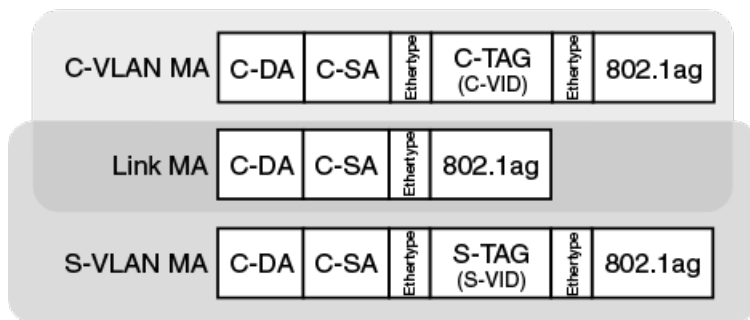 C-VLAN MA C-DA C-SA Ethertype C-TAG (C-VID) Ethertype 802.1ag
Link MA C-DA C-SA Ethertype 802.1ag
S-VLAN MA C-DA C-SA Ethertype S-TAG (S-VID) Ethertype 802.1ag